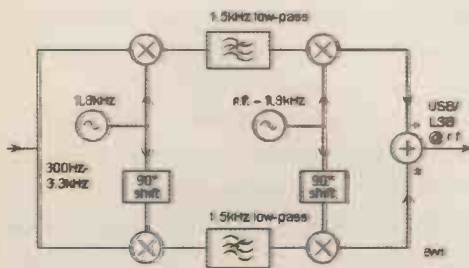 1.5kHz low-pass
1.8kHz
r.f. - 1.8kHz
USB/
LSB
@ r.f.
300Hz-
3.3kHz
90°
shift
90°
shift
1.5kHz low-pass